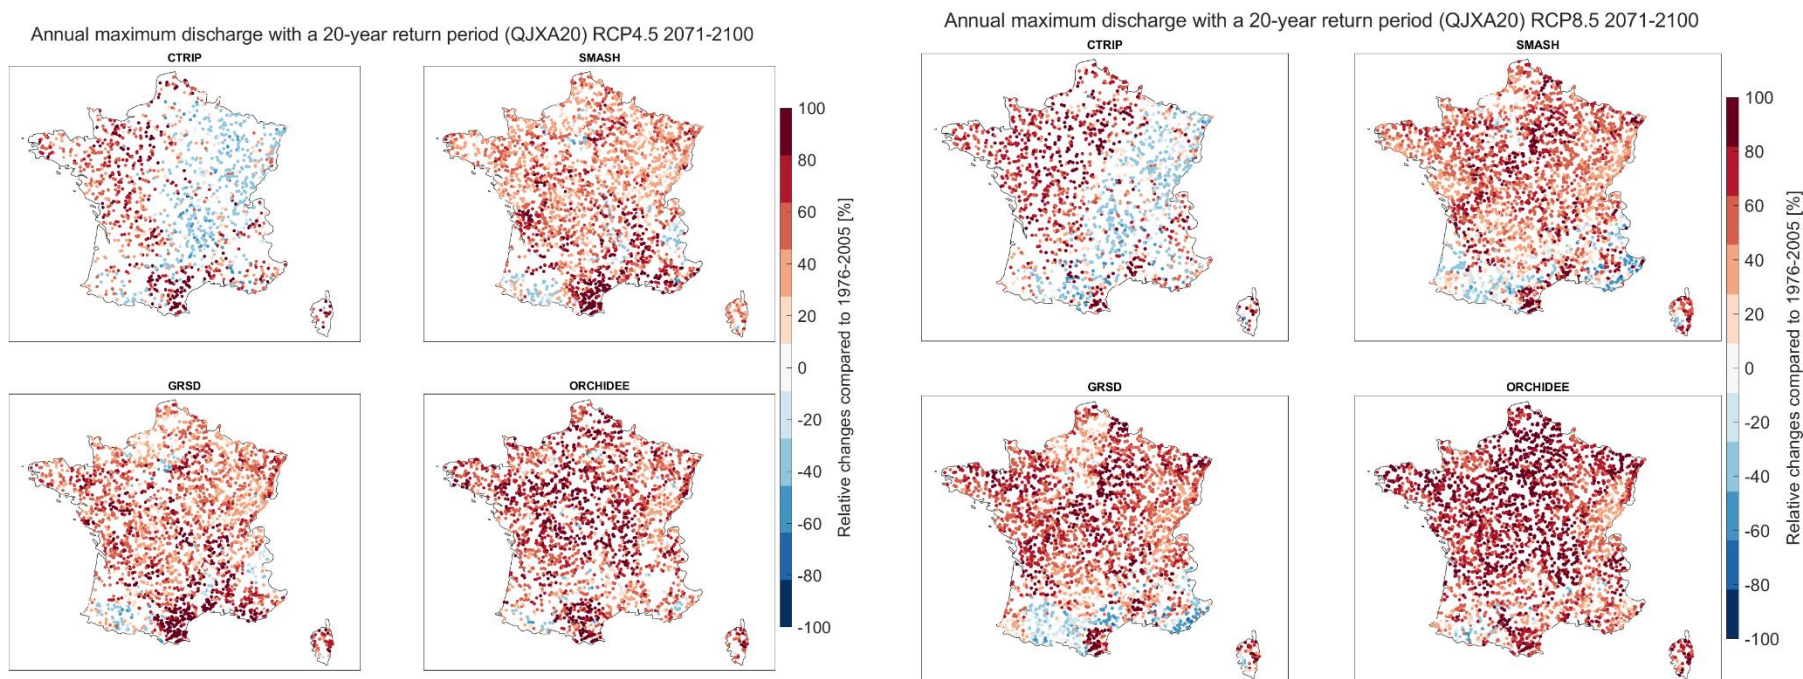 Annual maximum discharge with a 20-year return period (QJXA20) RCP4.5 2071-2100
CTRIP
SMASH
GRSD
ORCHIDEE
100
80
60
40
20
0
-20
-40
-60
-80
-100
Relative changes compared to 1976-2005 [%]
Annual maximum discharge with a 20-year return period (QJXA20) RCP8.5 2071-2100
CTRIP
SMASH
GRSD
ORCHIDEE
100
80
60
40
20
0
-20
-40
-60
-80
-100
Relative changes compared to 1976-2005 [%]